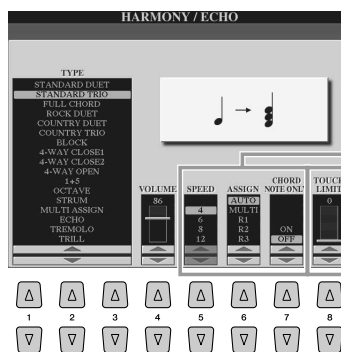 HARMONY / ECHO
TYPE
STANDARD DUET
STANDARD TRIO
FULL CHORD
ROCK DUET
COUNTRY DUET
COUNTRY TRIO
BLOCK
4-WAY CLOSE1
4-WAY CLOSE2
4-WAY OPEN
1+5
OCTAVE
STRUM
MULTI ASSIGN
ECHO
TREMOLO
TRILL
VOLUME
86
SPEED
4
6
8
12
ASSIGN
AUTO
MULTI
R1
R2
R3
CHORD
NOTE ONLY
ON
OFF
TOUCH
LIMIT
0
1 2 3 4 5 6 7 8